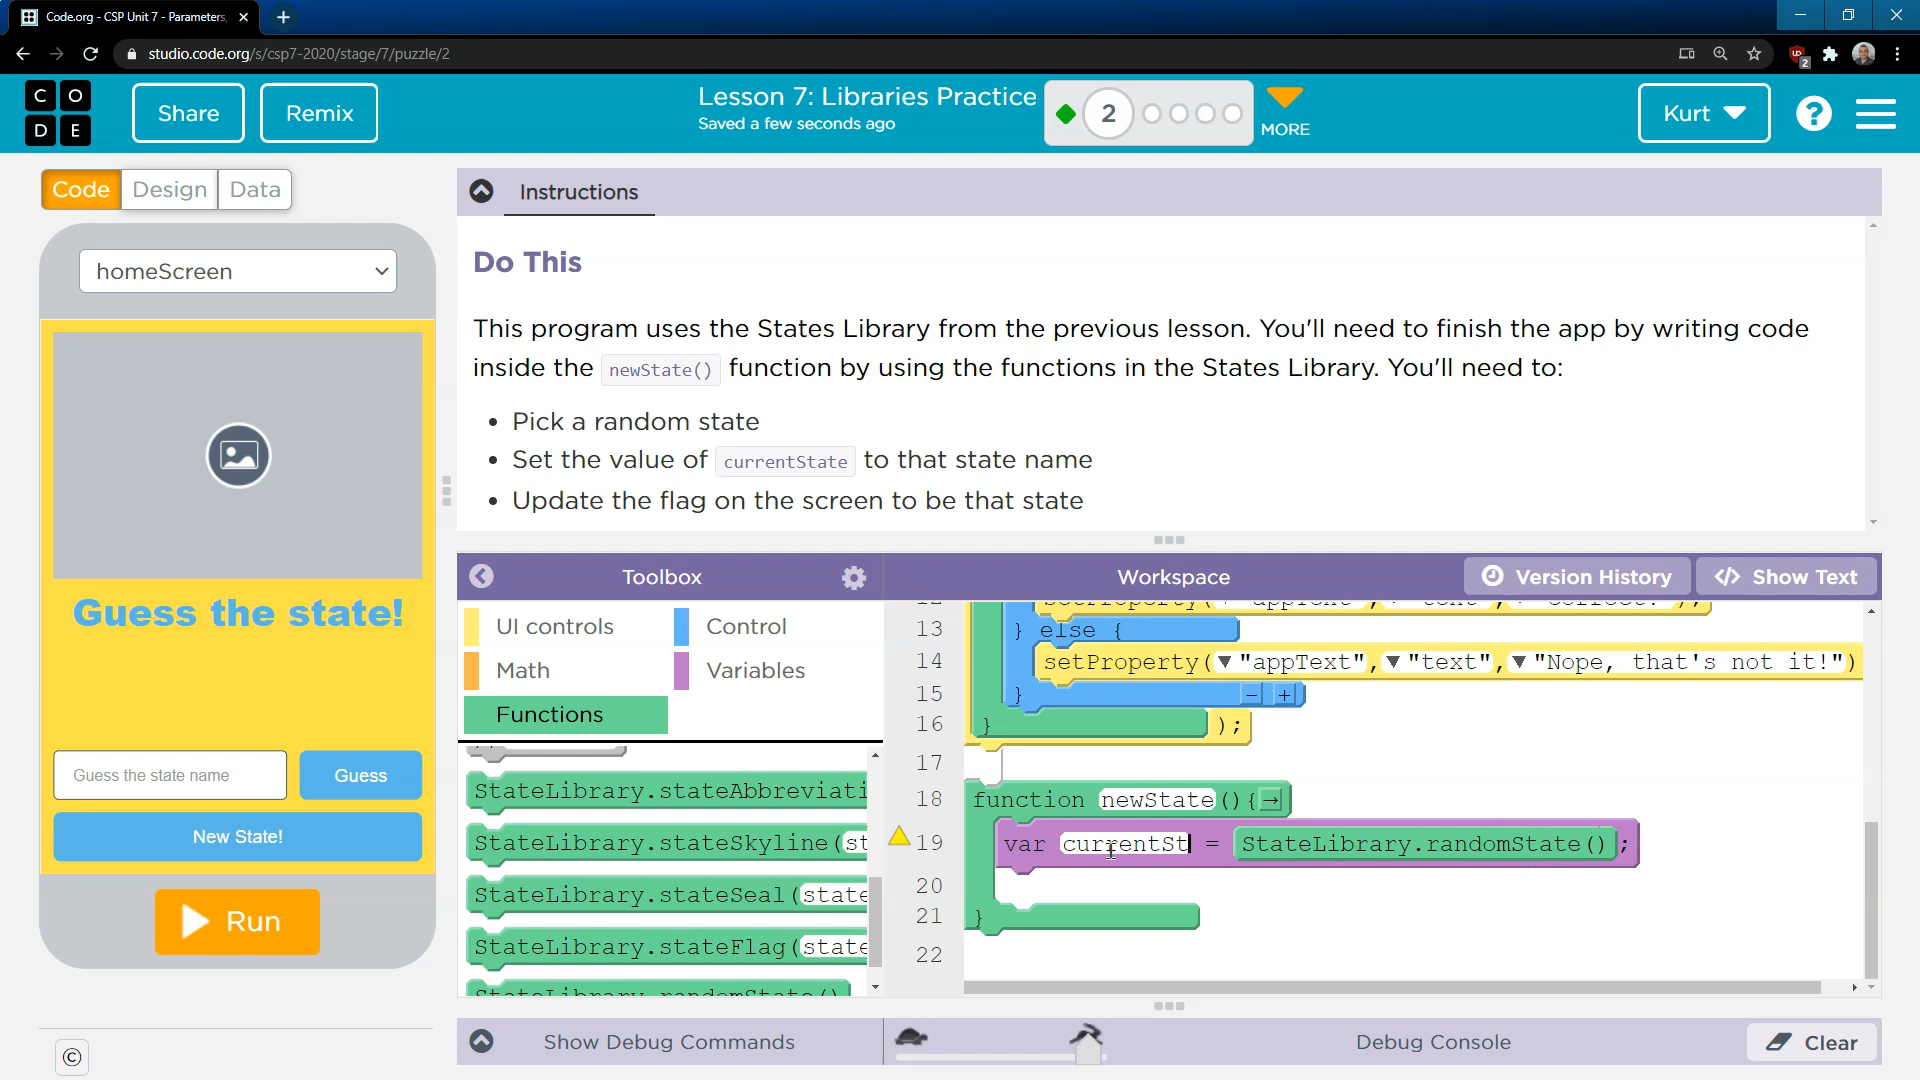 Code.org - CSP Unit 7 - Parameters,
studio.code.org/s/csp7-2020/stage/7/puzzle/2
2
C O
D E
Share
Remix
Lesson 7: Libraries Practice
Saved a few seconds ago
2
MORE
Kurt
?
Code
Design
Data
homeScreen
Guess the state!
Guess the state name
Guess
New State!
Run
©
Instructions
Do This
This program uses the States Library from the previous lesson. You'll need to finish the app by writing code
inside the newState() function by using the functions in the States Library. You'll need to:
• Pick a random state
• Set the value of currentState to that state name
• Update the flag on the screen to be that state
Toolbox
Workspace
Version History
Show Text
UI controls
Control
Math
Variables
Functions
StateLibrary.stateAbbreviati
StateLibrary.stateSkyline(st
StateLibrary.stateSeal(state
StateLibrary.stateFlag(state
StateLibrary.randomState()
12 setProperty("appText","text","Correct!");
13 } else {
14 setProperty("appText","text","Nope, that's not it!")
15 } - +
16 } );
17
18 function newState(){
19 var currentSt = StateLibrary.randomState();
20
21 }
22
Show Debug Commands
Debug Console
Clear